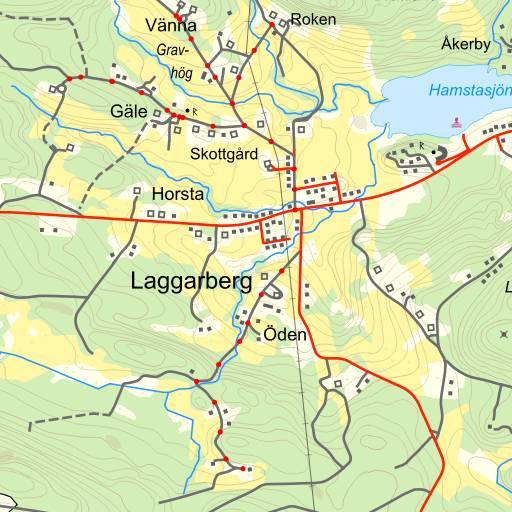 Vänna
Roken
Åkerby
Grav-
hög
Hamstasjön
Gäle
R
R
Skottgård
Horsta
Laggarberg
L
Öden